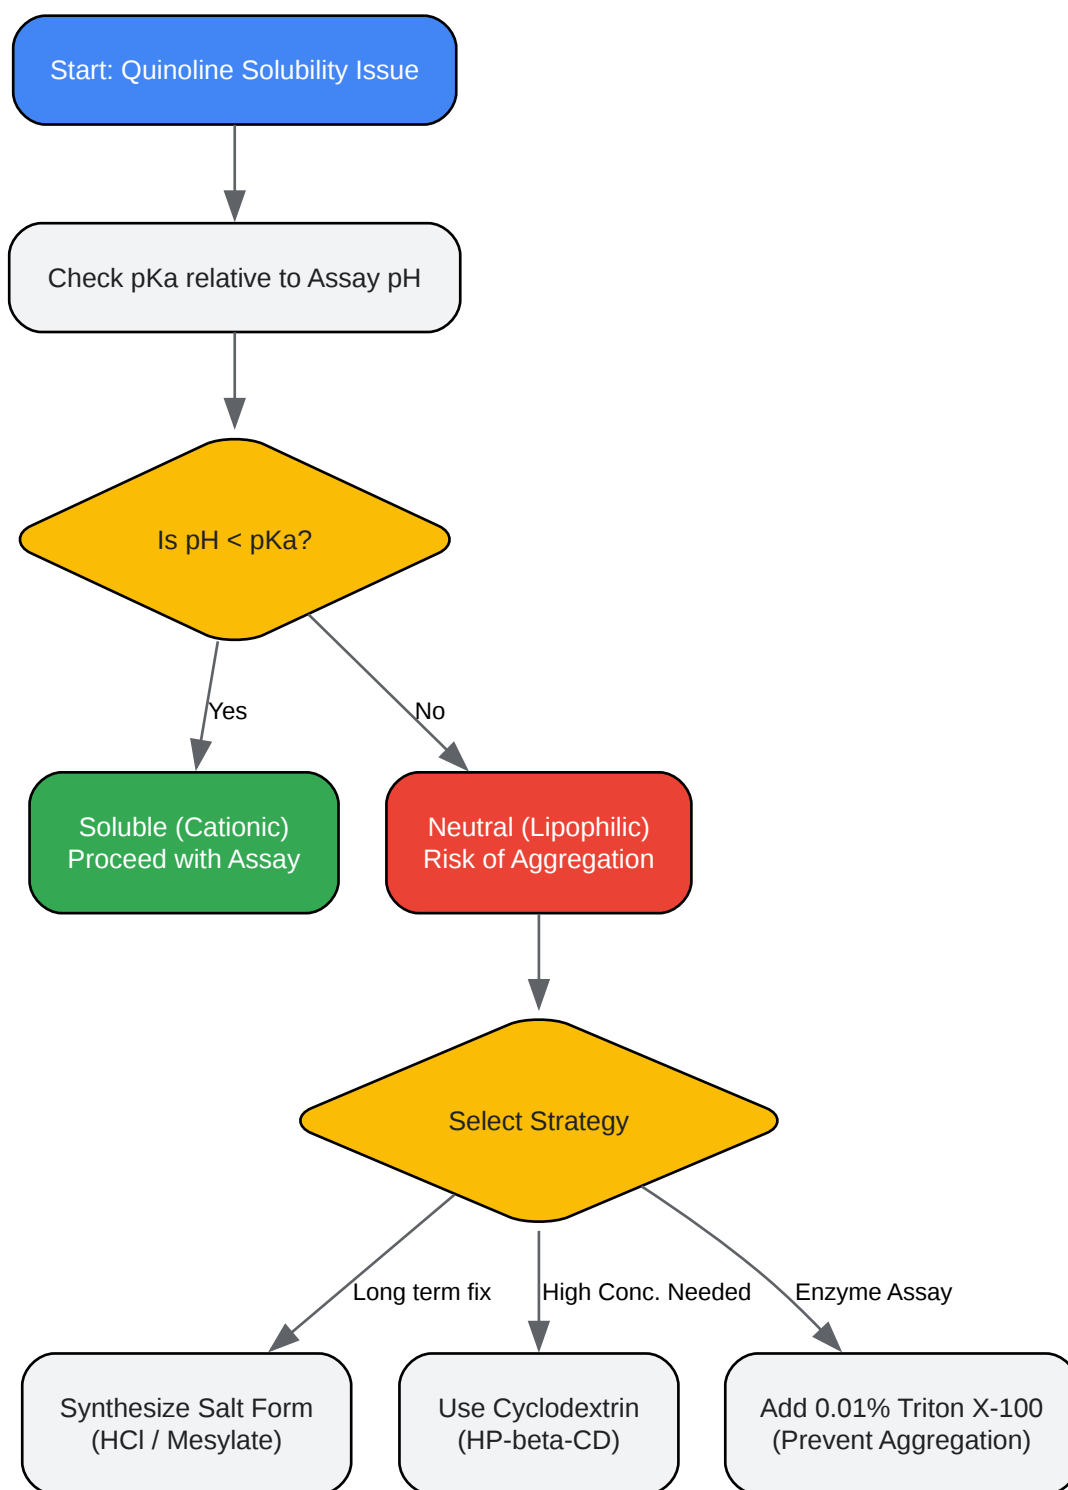 Start: Quinoline Solubility Issue
Check pKa relative to Assay pH
Is pH < pKa?
Yes
No
Soluble (Cationic)
Proceed with Assay
Neutral (Lipophilic)
Risk of Aggregation
Select Strategy
Long term fix
High Conc. Needed
Enzyme Assay
Synthesize Salt Form
(HCl / Mesylate)
Use Cyclodextrin
(HP-beta-CD)
Add 0.01% Triton X-100
(Prevent Aggregation)